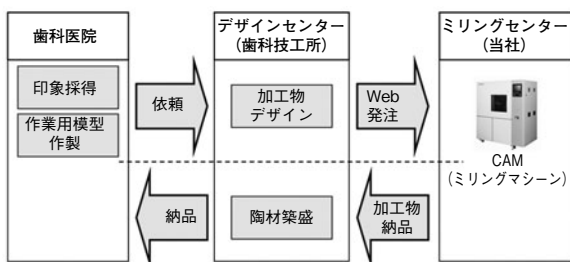 歯科医院
印象採得
作業用模型
作製
依頼
納品
デザインセンター
(歯科技工所)
加工物
デザイン
陶材築盛
Web
発注
加工物
納品
ミリングセンター
(当社)
CAM
(ミリングマシーン)